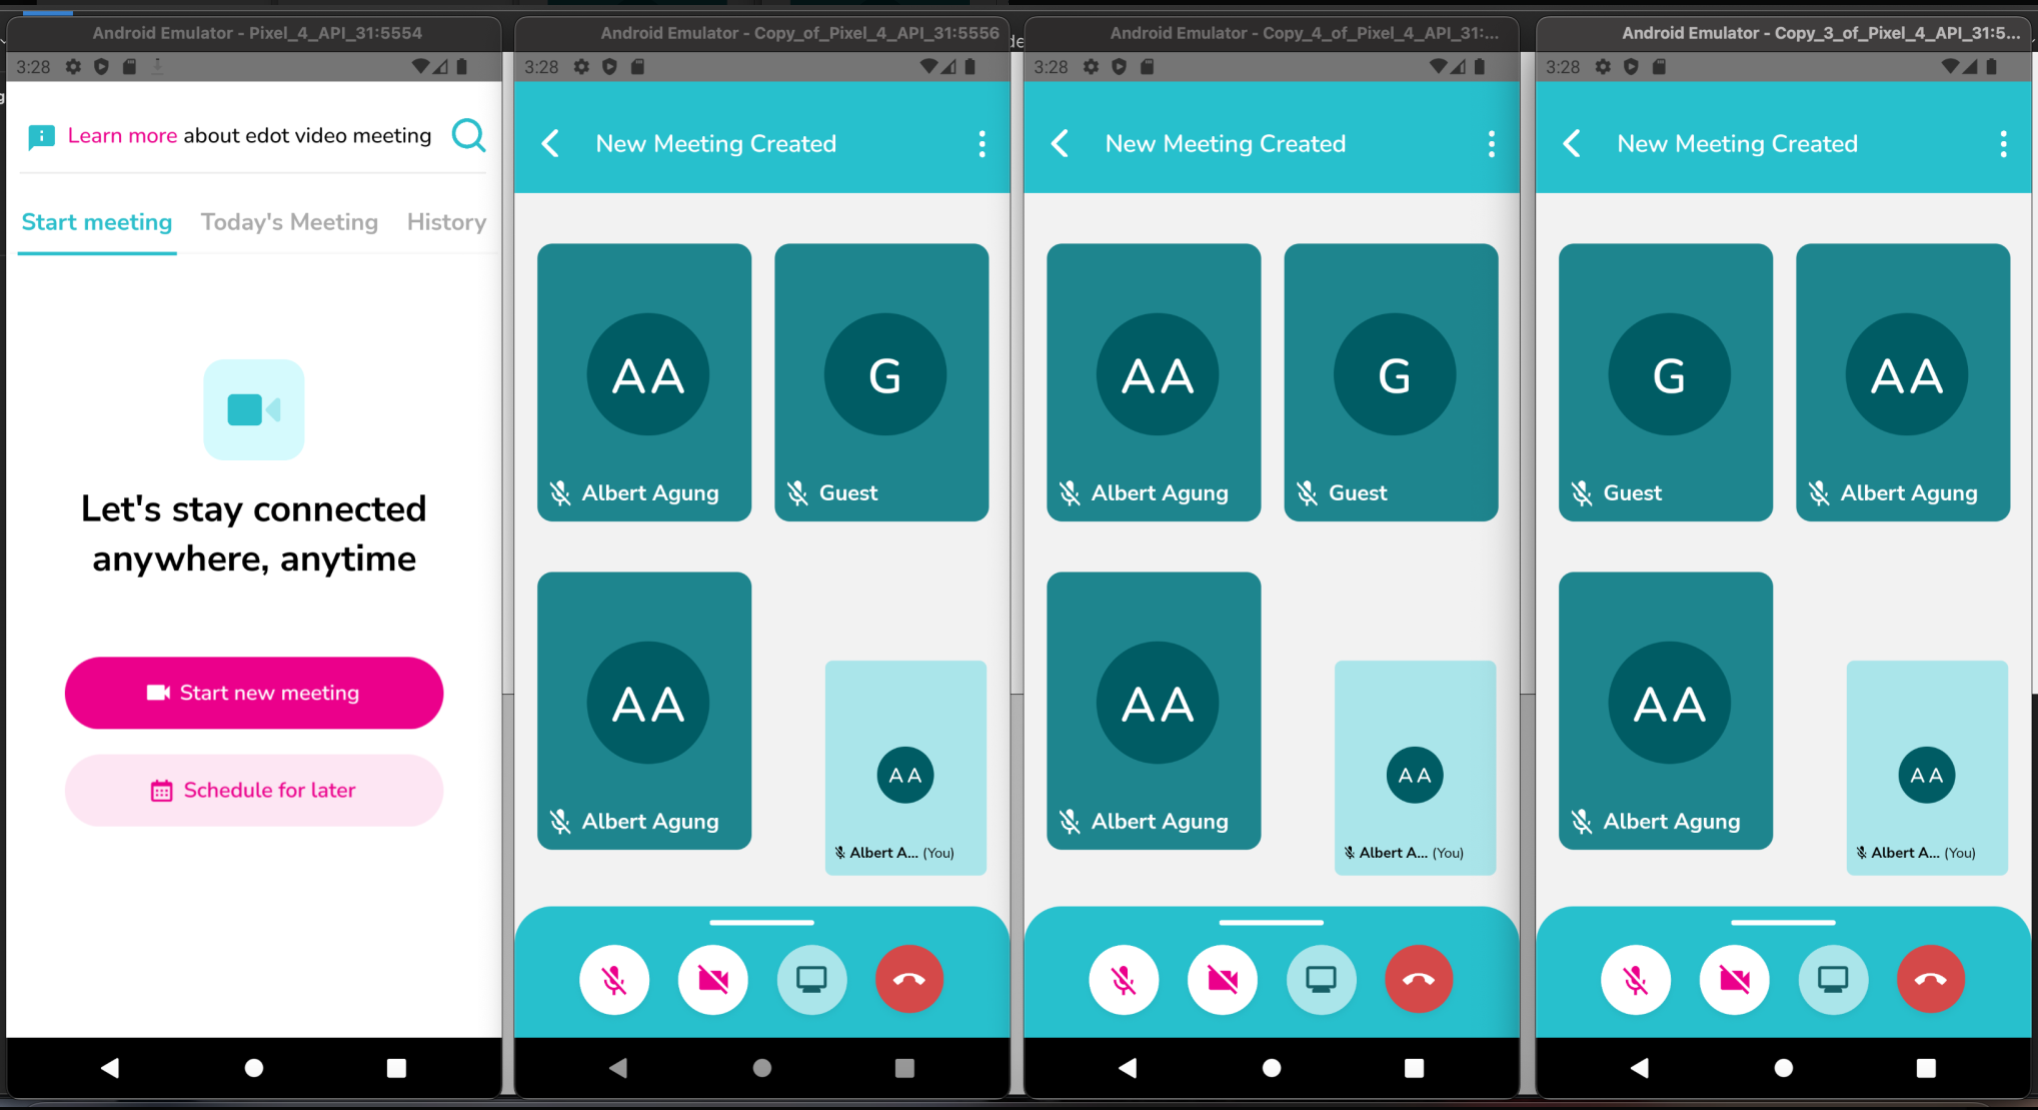 Android Emulator - Pixel_4_API_31:5554
3:28
Learn more about edot video meeting
Start meeting
Today's Meeting
History
Let's stay connected
anywhere, anytime
Start new meeting
Schedule for later
Android Emulator - Copy_of_Pixel_4_API_31:5556
3:28
New Meeting Created
AA
G
Albert Agung
Guest
AA
AA
Albert Agung
Albert A... (You)
Android Emulator - Copy_4_of_Pixel_4_API_31:...
3:28
New Meeting Created
AA
G
Albert Agung
Guest
AA
AA
Albert Agung
Albert A... (You)
Android Emulator - Copy_3_of_Pixel_4_API_31:5...
3:28
New Meeting Created
G
AA
Guest
Albert Agung
AA
AA
Albert Agung
Albert A... (You)